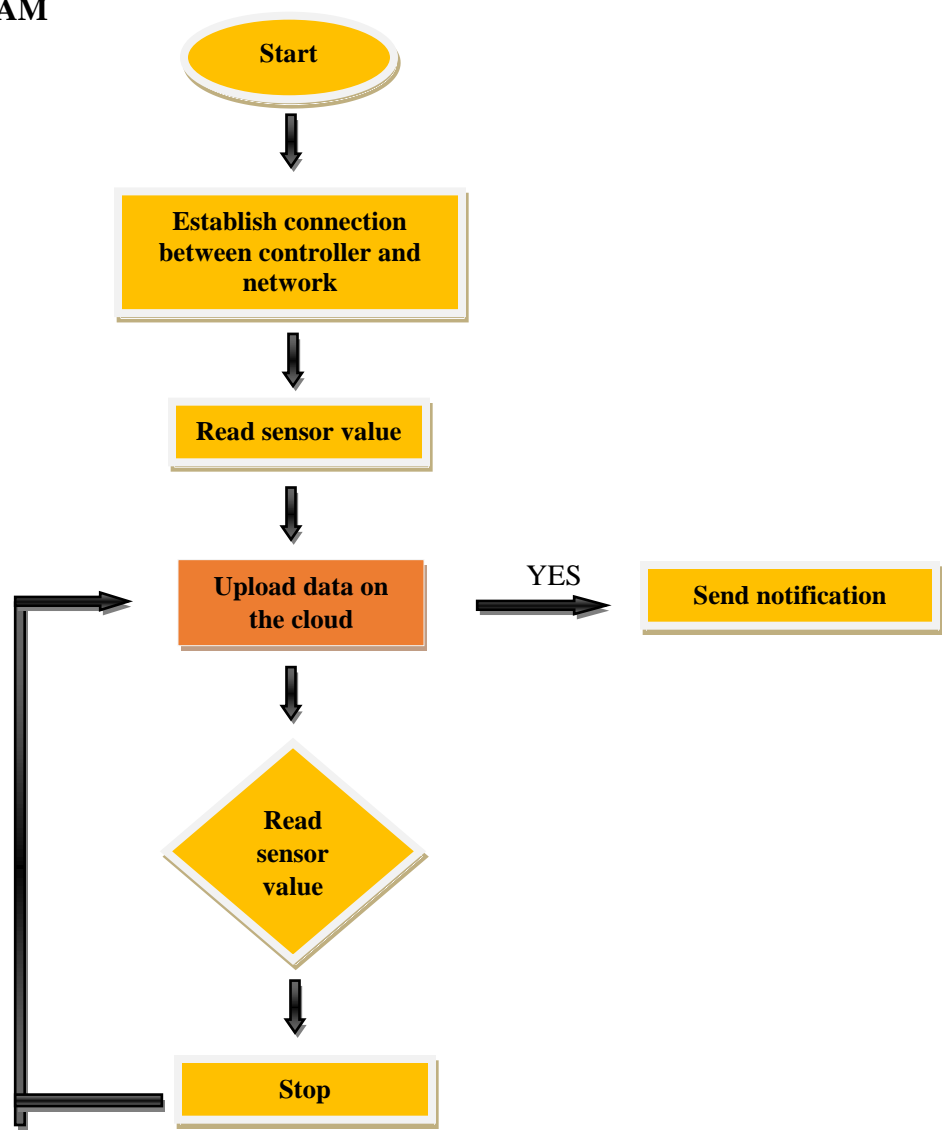 AM
Start
Establish connection
between controller and
network
Read sensor value
Upload data on
the cloud
YES
Send notification
Read
sensor
value
Stop